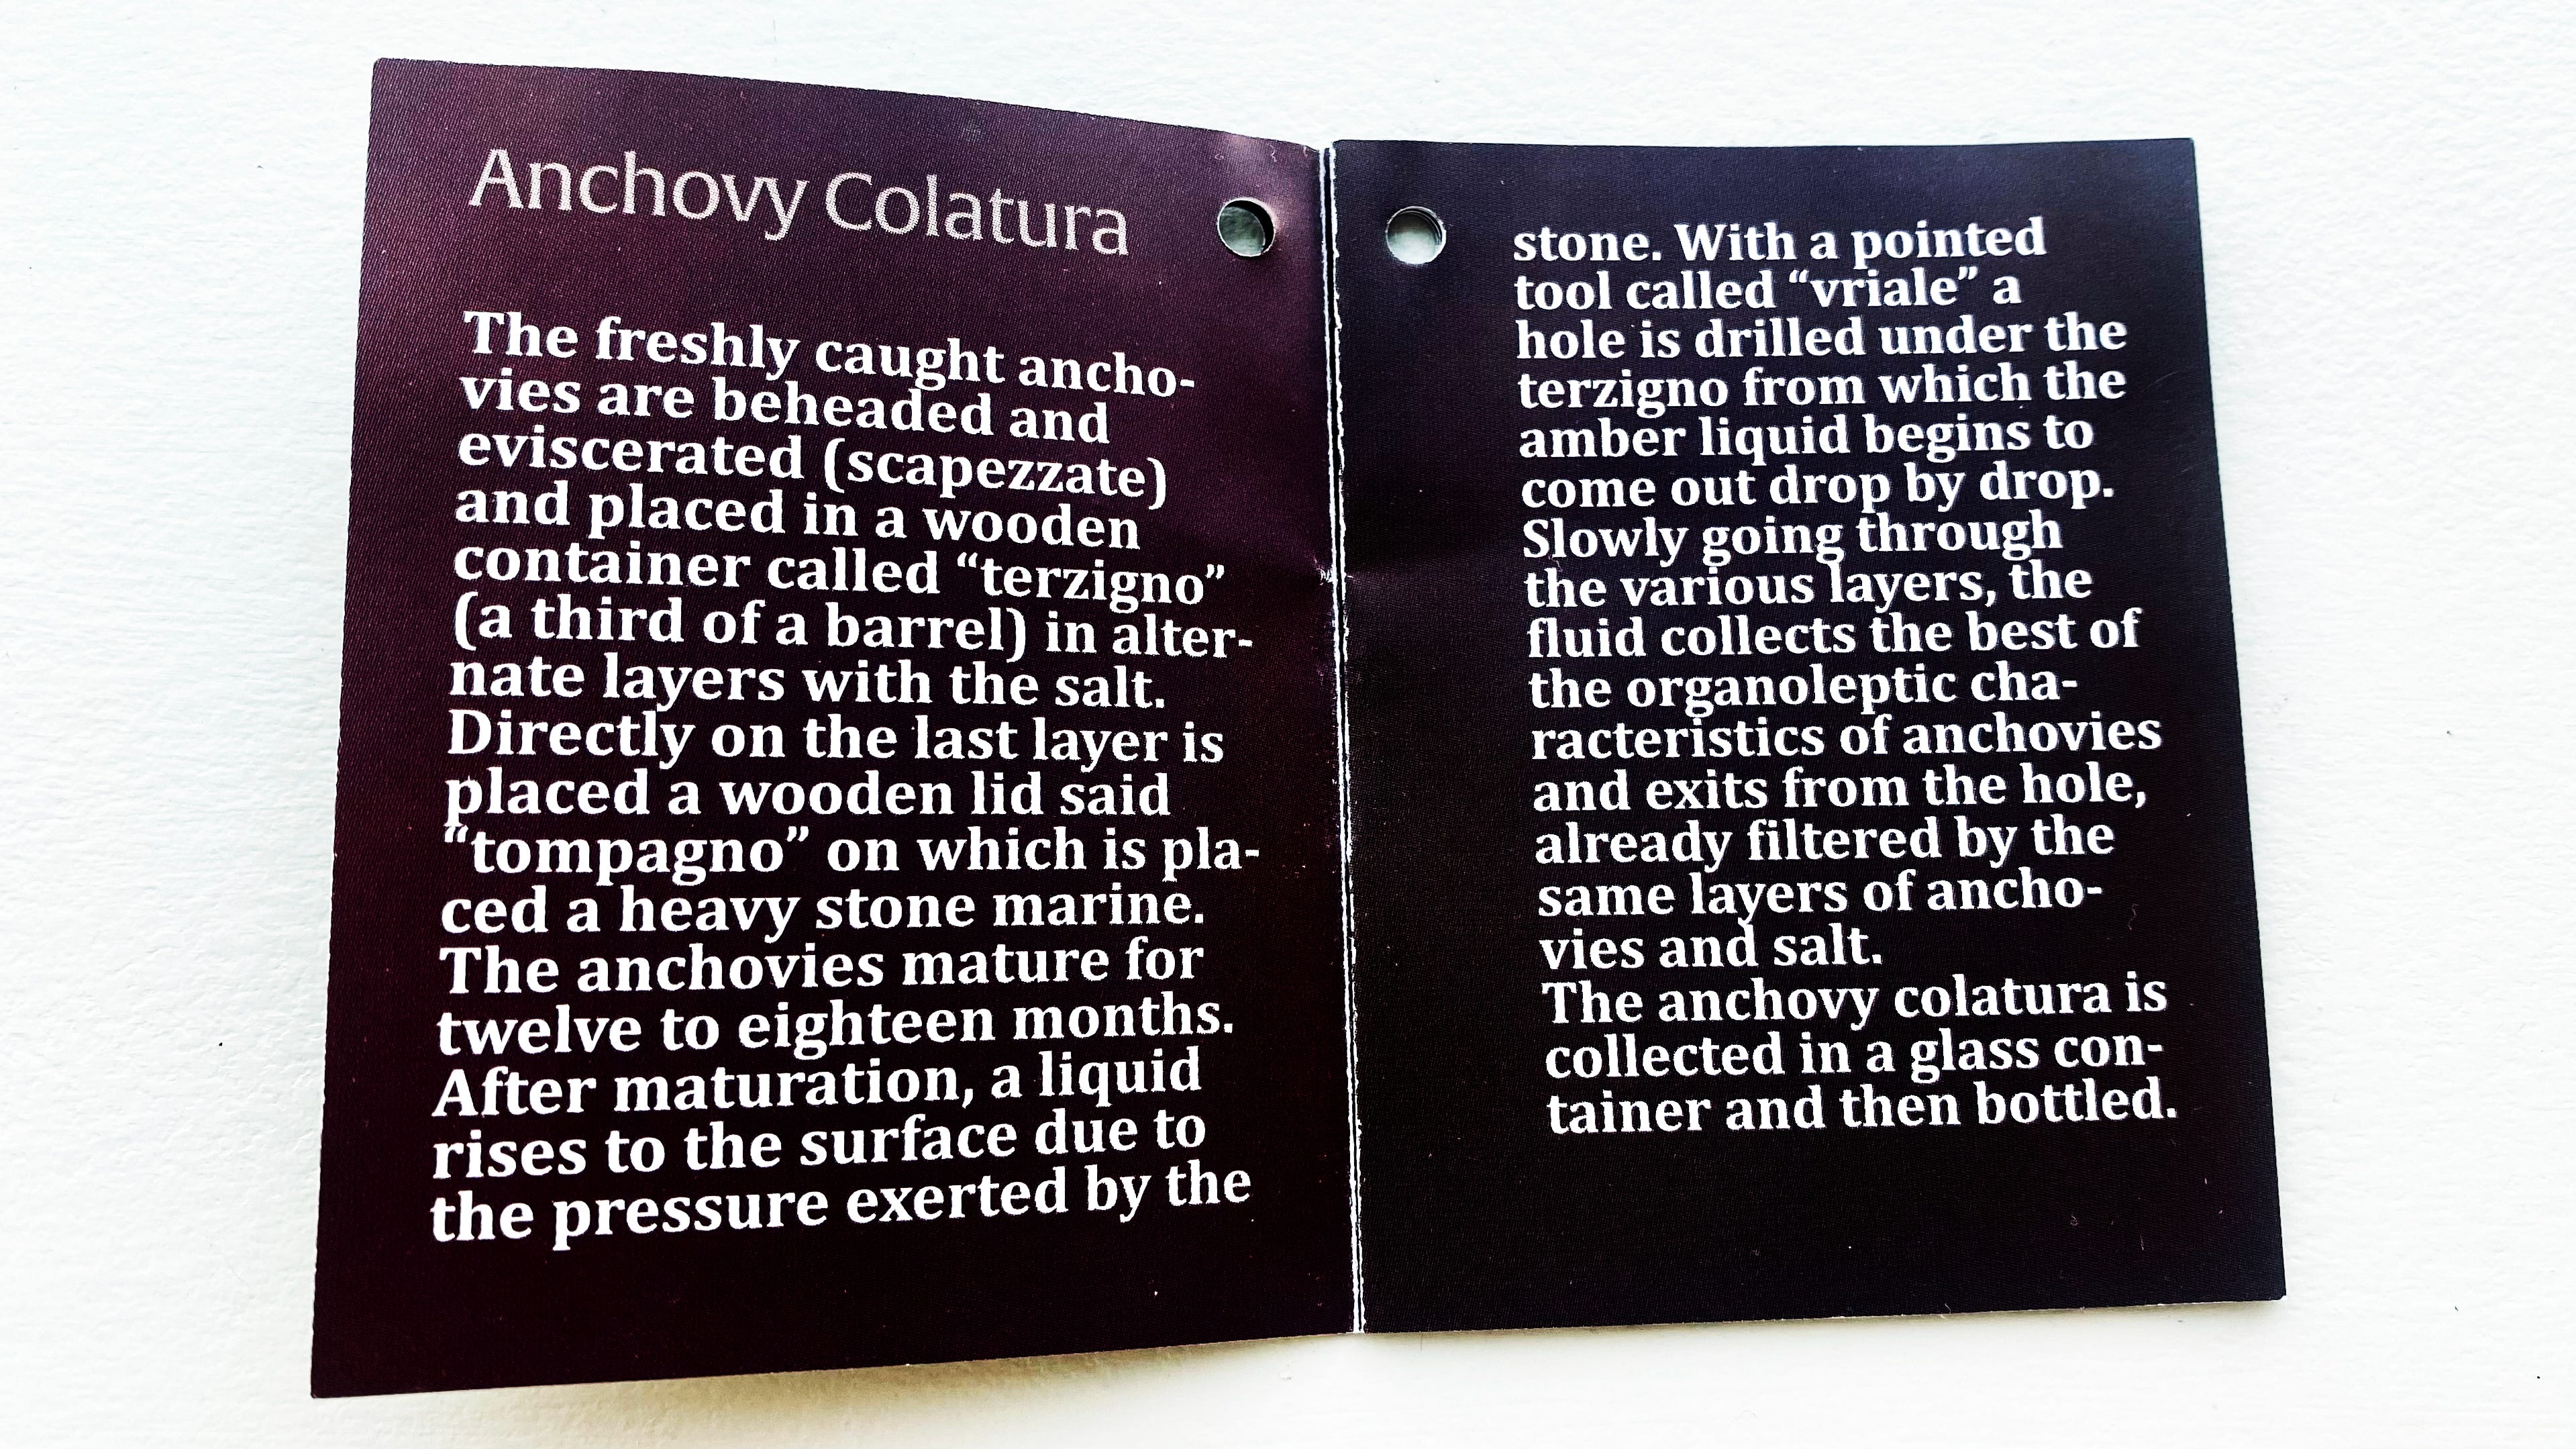 Anchovy Colatura
The freshly caught ancho-
vies are beheaded and
eviscerated (scapezzate)
and placed in a wooden
container called “terzigno”
(a third of a barrel) in alter-
nate layers with the salt.
Directly on the last layer is
placed a wooden lid said
“tompagno” on which is pla-
ced a heavy stone marine.
The anchovies mature for
twelve to eighteen months.
After maturation, a liquid
rises to the surface due to
the pressure exerted by the
stone. With a pointed
tool called “vriale” a
hole is drilled under the
terzigno from which the
amber liquid begins to
come out drop by drop.
Slowly going through
the various layers, the
fluid collects the best of
the organoleptic cha-
racteristics of anchovies
and exits from the hole,
already filtered by the
same layers of ancho-
vies and salt.
The anchovy colatura is
collected in a glass con-
tainer and then bottled.